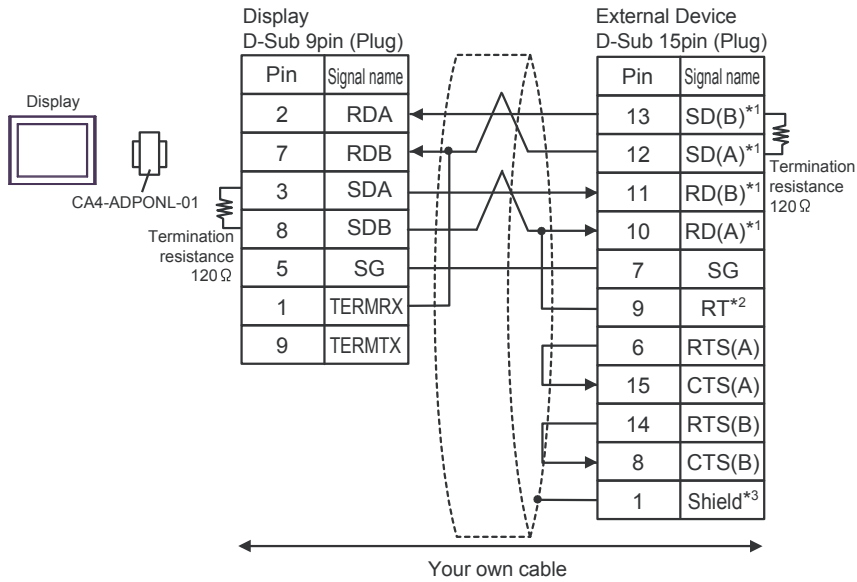 Display
D-Sub 9pin (Plug)
External Device
D-Sub 15pin (Plug)
Display
CA4-ADPONL-01
Pin Signal name
2 RDA
7 RDB
3 SDA
8 SDB
5 SG
1 TERMRX
9 TERMTX
Termination
resistance
120 Ω
Pin Signal name
13 SD(B)*1
12 SD(A)*1
11 RD(B)*1
10 RD(A)*1
7 SG
9 RT*2
6 RTS(A)
15 CTS(A)
14 RTS(B)
8 CTS(B)
1 Shield*3
Termination
resistance
120 Ω
Your own cable